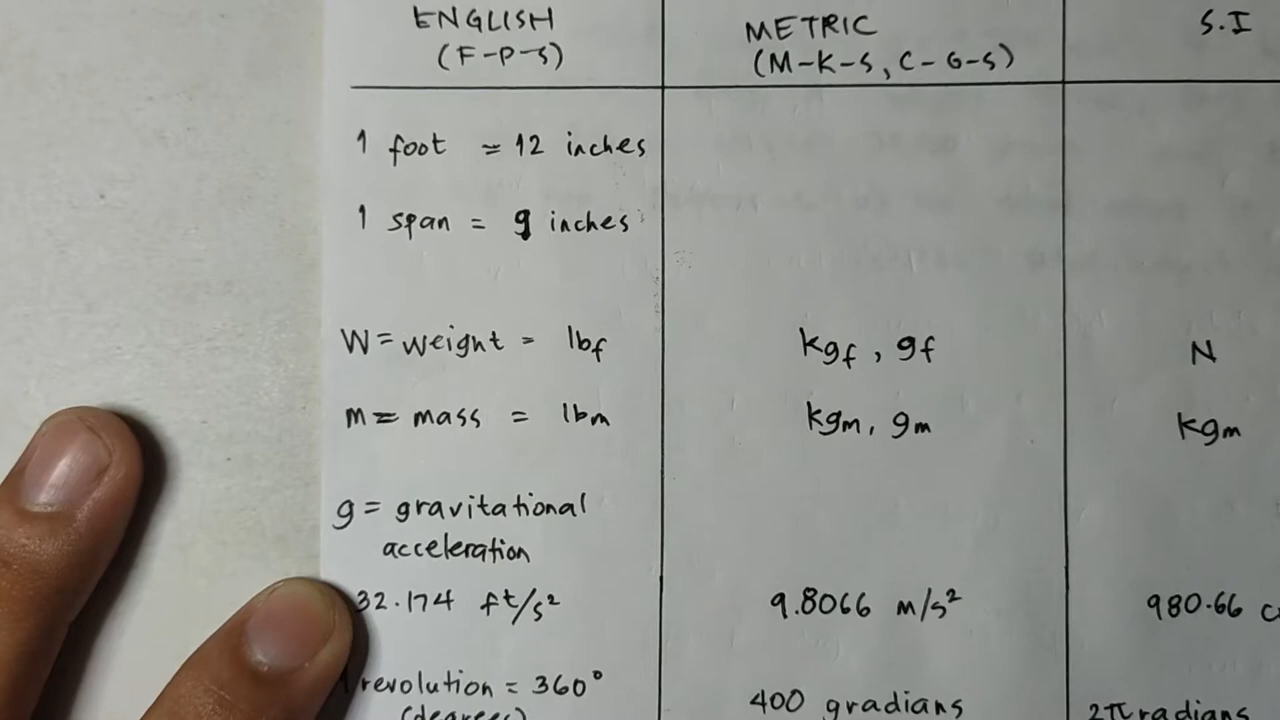 ENGLISH METRIC S.I
(F-P-S) (M-K-S, C-G-S)
1 foot = 12 inches
1 span = 9 inches
W = weight = lbf kgf, gf N
m = mass = lbm kgm, gm kgm
g = gravitational
acceleration
32.174 ft/s² 9.8066 m/s² 980.66 c
revolution = 360° 400 gradians 2π radians
(degrees)